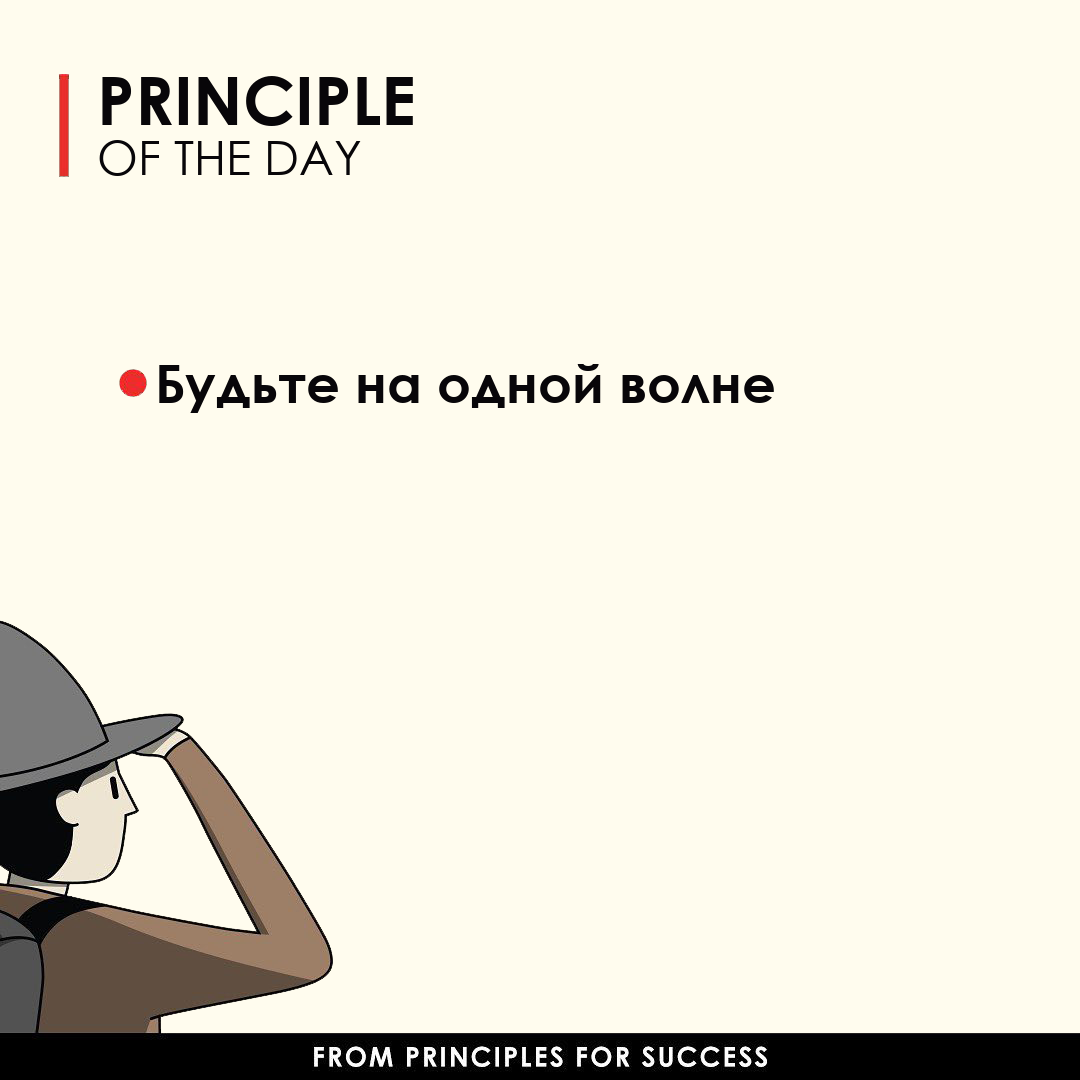 PRINCIPLE
OF THE DAY
Будьте на одной волне
FROM PRINCIPLES FOR SUCCESS